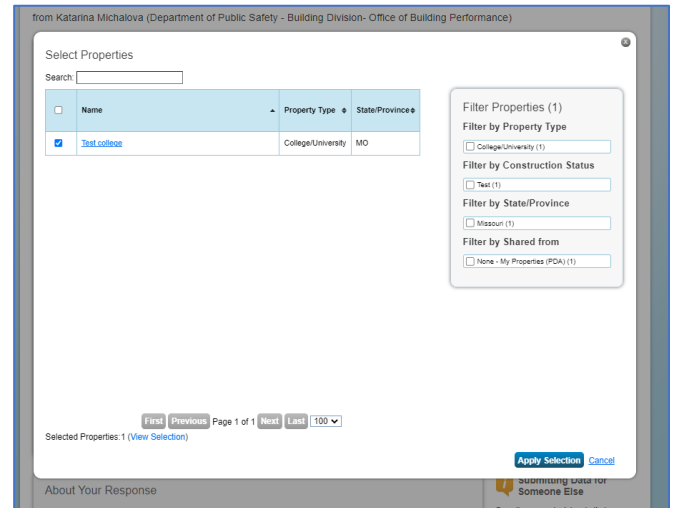 from Katarina Michalova (Department of Public Safety - Building Division- Office of Building Performance)
Select Properties
Search:
Name Property Type State/Province
Test college College/University MO
Filter Properties (1)
Filter by Property Type
College/University (1)
Filter by Construction Status
Test (1)
Filter by State/Province
Missouri (1)
Filter by Shared from
None - My Properties (PDA) (1)
First Previous Page 1 of 1 Next Last 100
Selected Properties:1 (View Selection)
Apply Selection Cancel
About Your Response
Submitting Data for
Someone Else